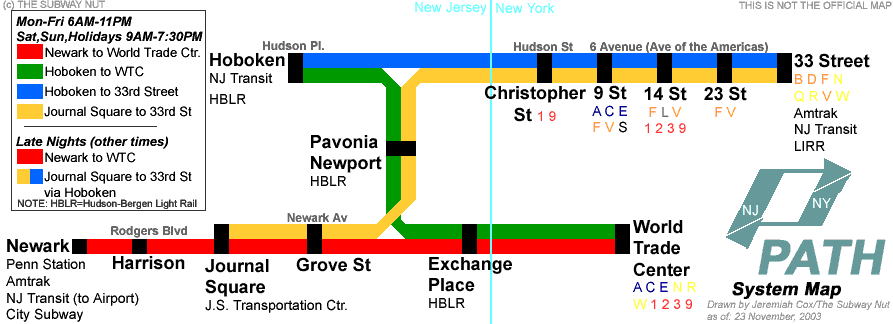 (c) THE SUBWAY NUT
New Jersey New York
THIS IS NOT THE OFFICIAL MAP
Mon-Fri 6AM-11PM
Sat,Sun,Holidays 9AM-7:30PM
Newark to World Trade Ctr.
Hoboken to WTC
Hoboken to 33rd Street
Journal Square to 33rd St
Late Nights (other times)
Newark to WTC
Journal Square to 33rd St
via Hoboken
NOTE: HBLR=Hudson-Bergen Light Rail
Hudson Pl.
Hoboken
NJ Transit
HBLR
Hudson St
6 Avenue (Ave of the Americas)
Christopher
St 1 9
9 St
A C E
F V S
14 St
F L V
1 2 3 9
23 St
F V
33 Street
B D F N
Q R V W
Amtrak
NJ Transit
LIRR
Pavonia
Newport
HBLR
Newark
Penn Station
Amtrak
NJ Transit (to Airport)
City Subway
Rodgers Blvd
Harrison
Journal
Square
J.S. Transportation Ctr.
Newark Av
Grove St
Exchange
Place
HBLR
World
Trade
Center
A C E N R
W 1 2 3 9
NJ NY
PATH
System Map
Drawn by Jeremiah Cox/The Subway Nut
as of: 23 November, 2003